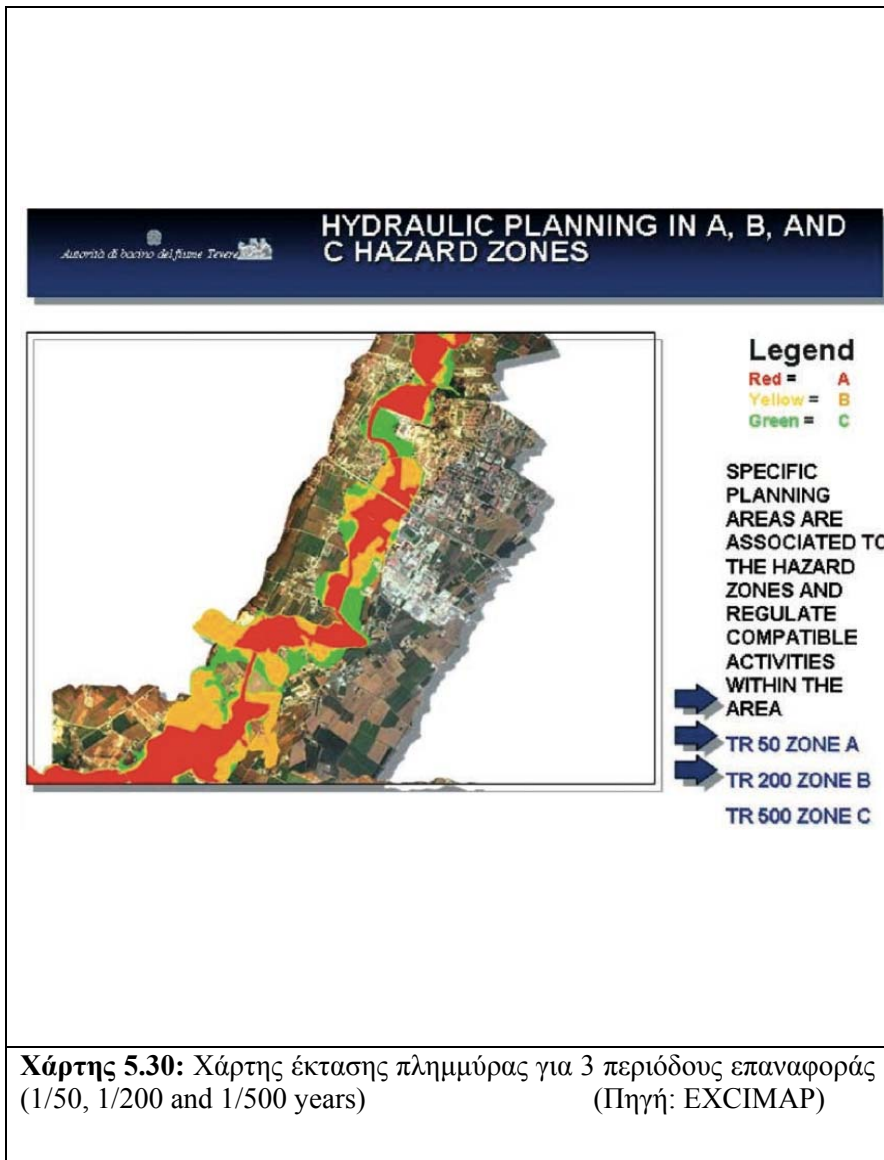 Autorità di bacino del fiume Tevere
HYDRAULIC PLANNING IN A, B, AND
C HAZARD ZONES
Legend
Red = A
Yellow = B
Green = C
SPECIFIC
PLANNING
AREAS ARE
ASSOCIATED TO
THE HAZARD
ZONES AND
REGULATE
COMPATIBLE
ACTIVITIES
WITHIN THE
AREA
TR 50 ZONE A
TR 200 ZONE B
TR 500 ZONE C
Χάρτης 5.30: Χάρτης έκτασης πλημμύρας για 3 περιόδους επαναφοράς
(1/50, 1/200 and 1/500 years) (Πηγή: EXCIMAP)